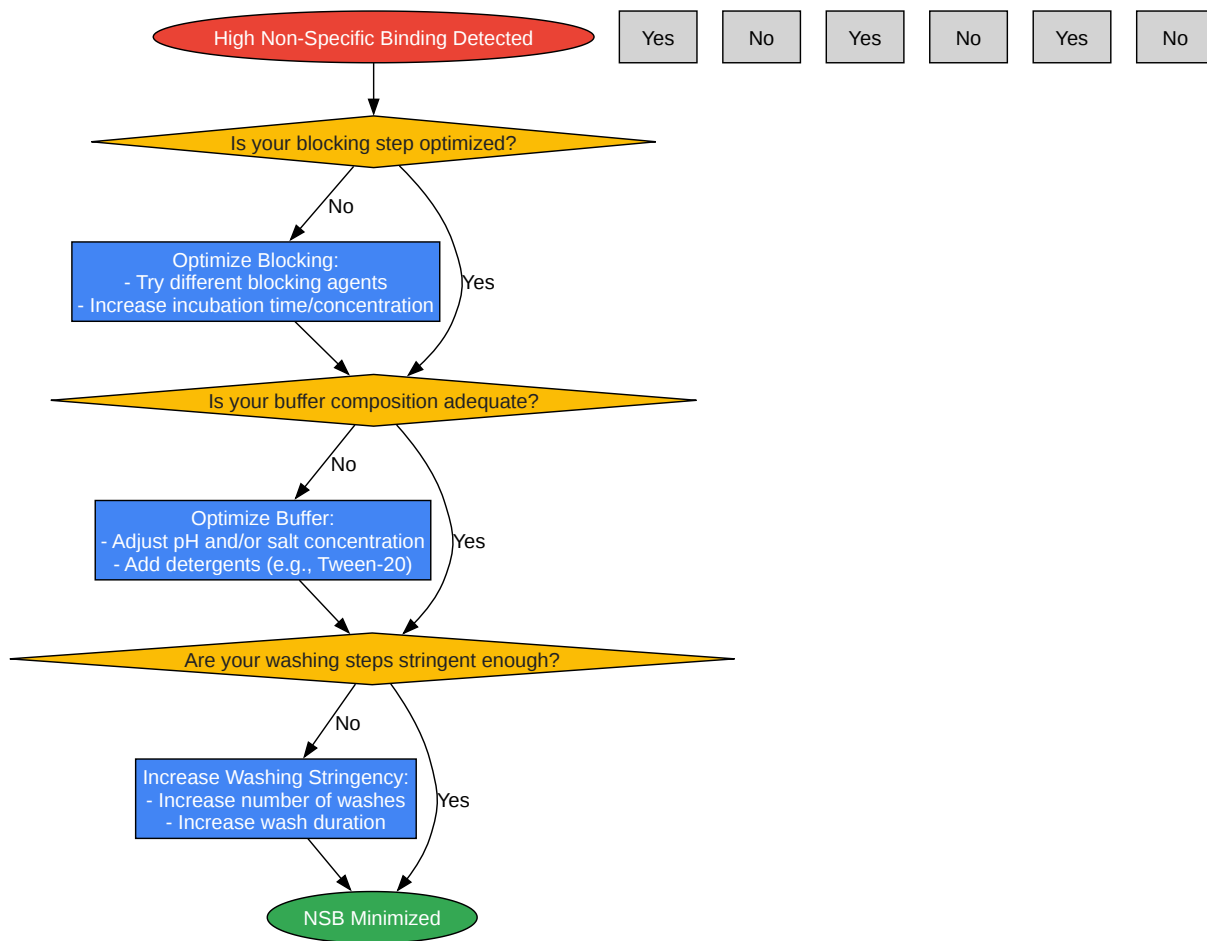 High Non-Specific Binding Detected
Yes
No
Yes
No
Yes
No
Is your blocking step optimized?
No
Optimize Blocking:
- Try different blocking agents
- Increase incubation time/concentration
Yes
Is your buffer composition adequate?
No
Optimize Buffer:
- Adjust pH and/or salt concentration
- Add detergents (e.g., Tween-20)
Yes
Are your washing steps stringent enough?
No
Increase Washing Stringency:
- Increase number of washes
- Increase wash duration
Yes
NSB Minimized